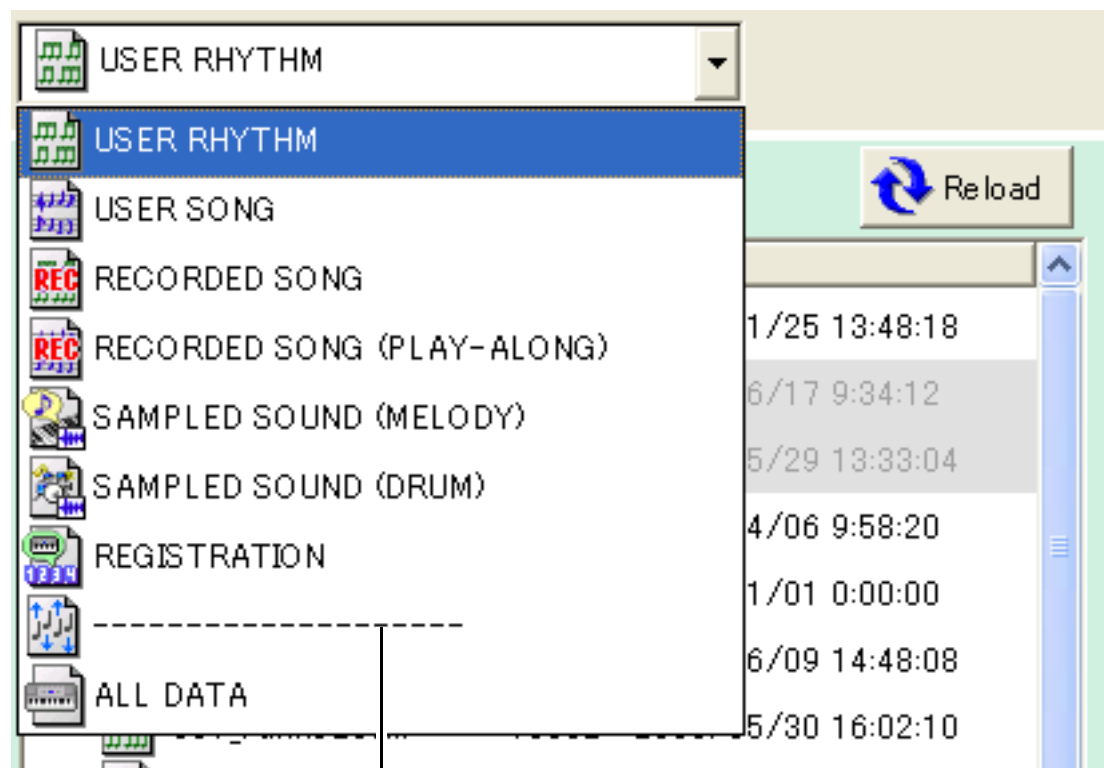 USER RHYTHM
USER RHYTHM
Reload
USER SONG
RECORDED SONG
1/25 13:48:18
RECORDED SONG (PLAY-ALONG)
6/17 9:34:12
SAMPLED SOUND (MELODY)
5/29 13:33:04
SAMPLED SOUND (DRUM)
4/06 9:58:20
REGISTRATION
1/01 0:00:00
--------------------
6/09 14:48:08
ALL DATA
05/30 16:02:10